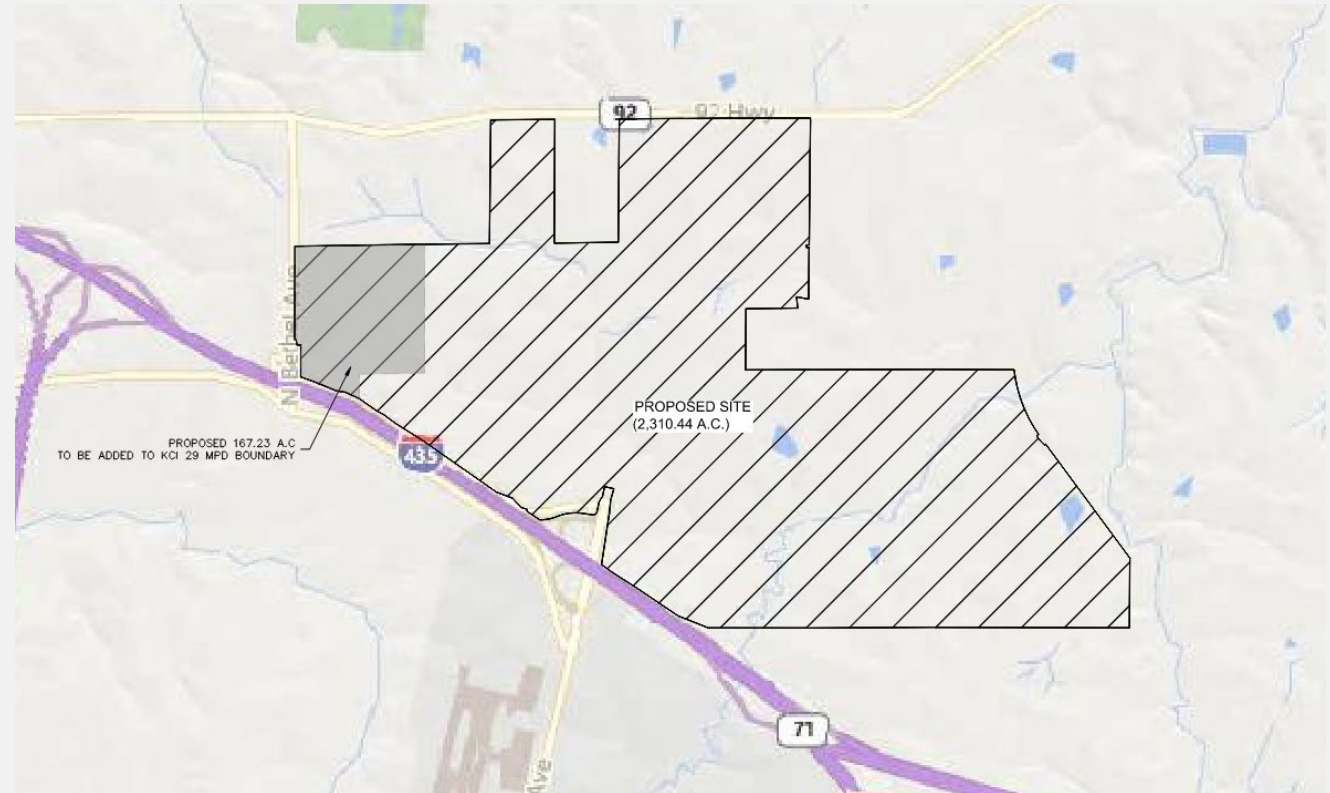 92
92 Hwy
N Bethel Ave
PROPOSED SITE
(2,310.44 A.C.)
PROPOSED 167.23 A.C
TO BE ADDED TO KCI 29 MPD BOUNDARY
435
71
Ave